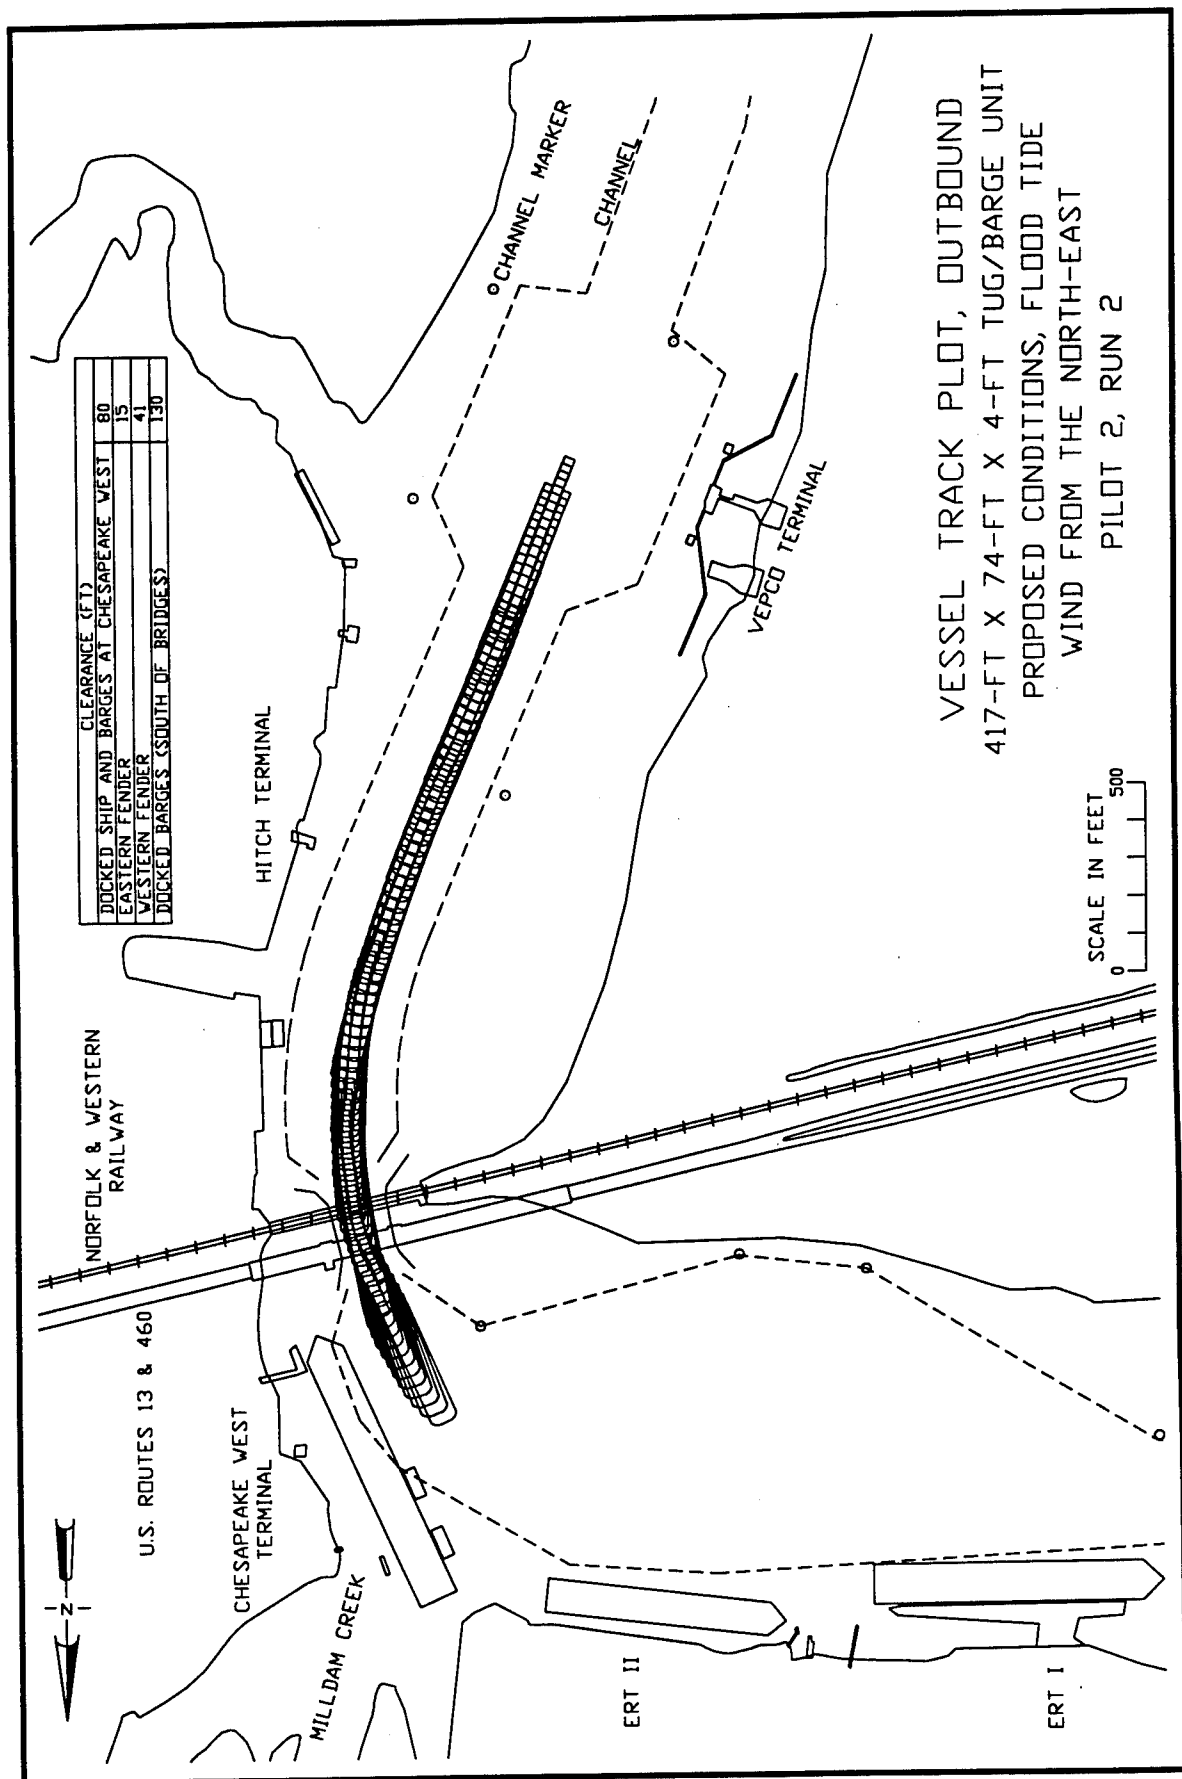 CLEARANCE (FT)
DOCKED SHIP AND BARGES AT CHESAPEAKE WEST 80
EASTERN FENDER 15
WESTERN FENDER 41
DOCKED BARGES (SOUTH OF BRIDGES) 130
N
U.S. ROUTES 13 & 460
NORFOLK & WESTERN
RAILWAY
HITCH TERMINAL
CHESAPEAKE WEST
TERMINAL
MILLDAM CREEK
CHANNEL MARKER
CHANNEL
VEPCO TERMINAL
ERT II
ERT I
SCALE IN FEET
0 500
VESSEL TRACK PLOT, OUTBOUND
417-FT X 74-FT X 4-FT TUG/BARGE UNIT
PROPOSED CONDITIONS, FLOOD TIDE
WIND FROM THE NORTH-EAST
PILOT 2, RUN 2